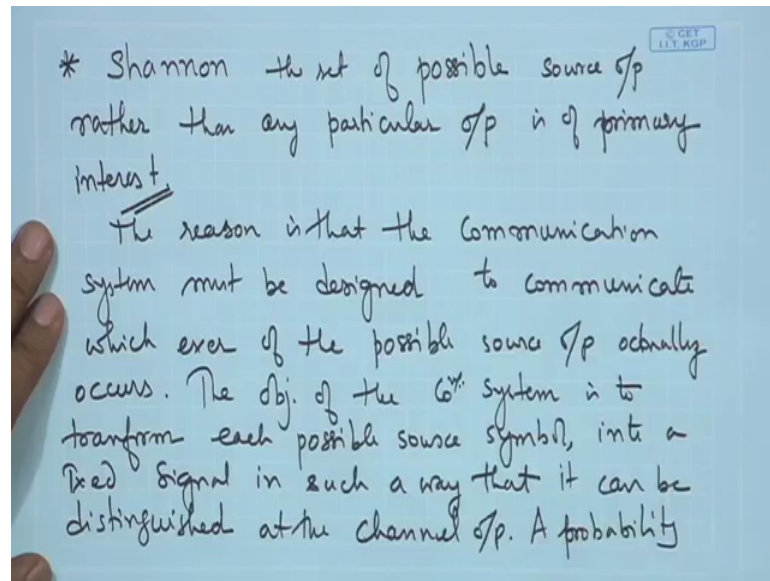 © CET
I.I.T. KGP
* Shannon the set of possible source o/p
rather than any particular o/p is of primary
interest.
The reason is that the communication
system must be designed to communicate
which ever of the possible source o/p actually
occurs. The obj. of the Co^n. system is to
transform each possible source symbol, into a
Txed signal in such a way that it can be
distinguished at the channel o/p. A probability